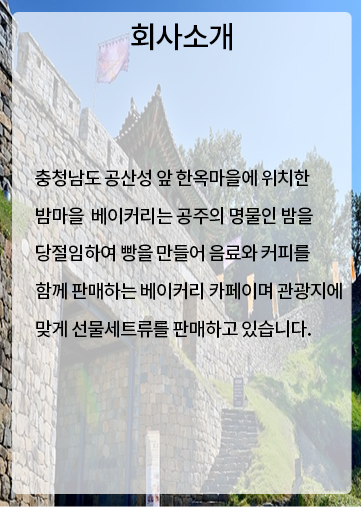 회사소개
충청남도 공산성 앞 한옥마을에 위치한
밤마을 베이커리는 공주의 명물인 밤을
당절임하여 빵을 만들어 음료와 커피를
함께 판매하는 베이커리 카페이며 관광지에
맞게 선물세트류를 판매하고 있습니다.